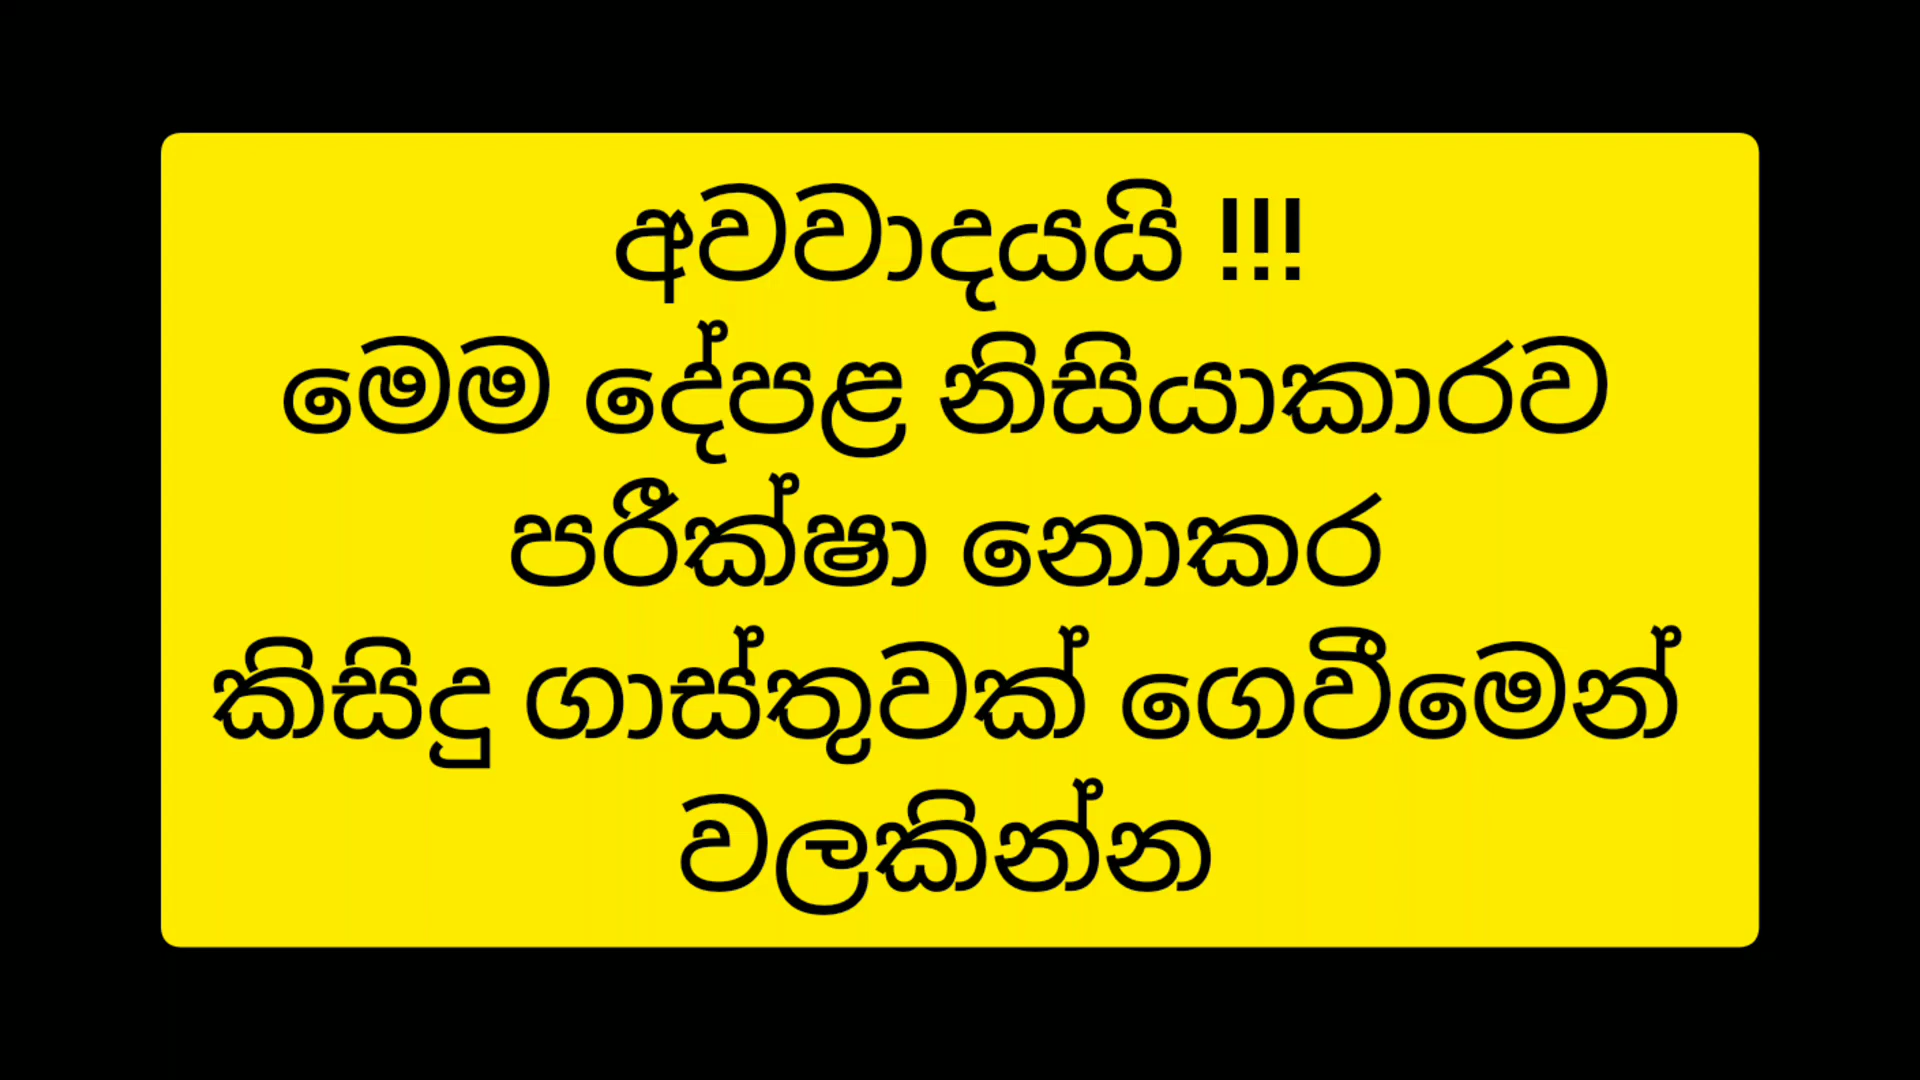 අවවාදයයි !!!
මෙම දේපළ නිසියාකාරව
පරීක්ෂා නොකර
කිසිදු ගාස්තුවක් ගෙවීමෙන්
වලකින්න